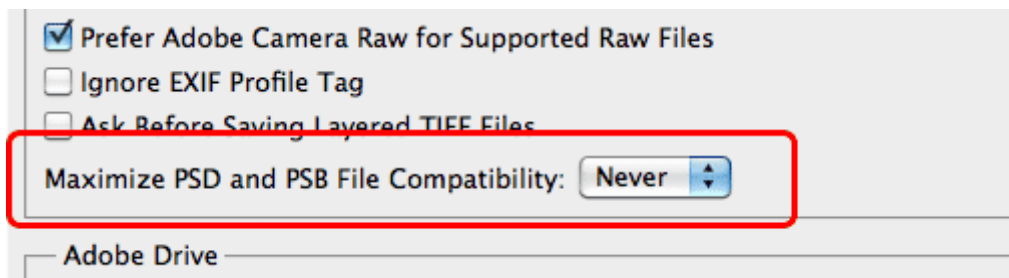 Prefer Adobe Camera Raw for Supported Raw Files
Ignore EXIF Profile Tag
Ask Before Saving Layered TIFF Files
Maximize PSD and PSB File Compatibility: Never
Adobe Drive